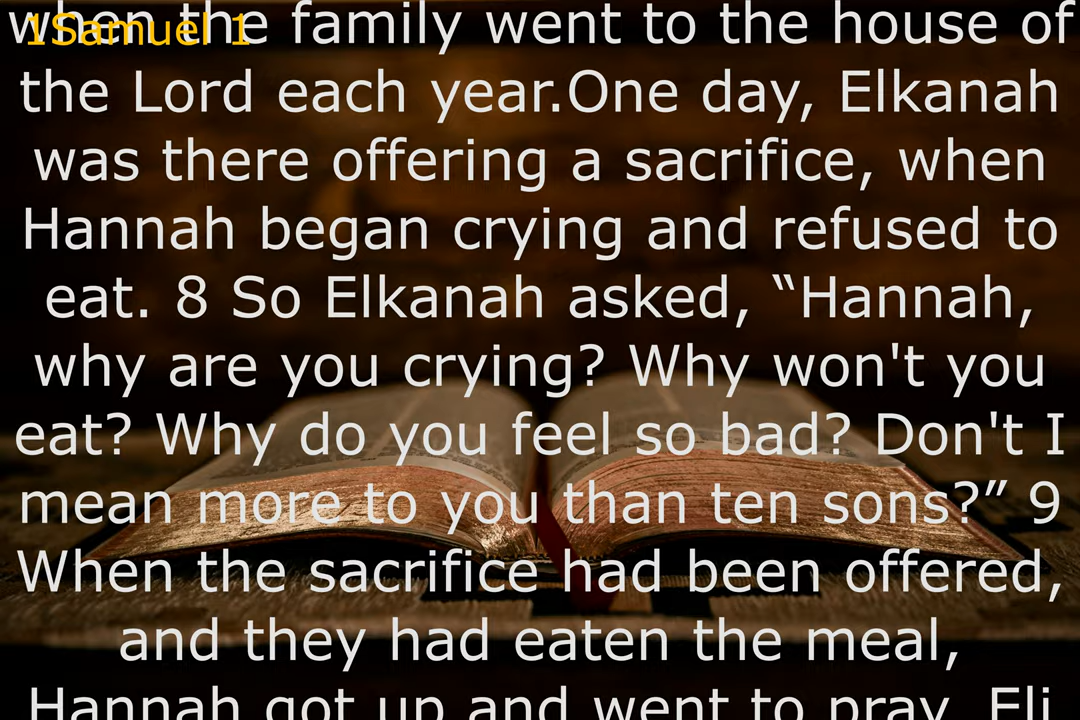 1Samuel 1
when the family went to the house of
the Lord each year.One day, Elkanah
was there offering a sacrifice, when
Hannah began crying and refused to
eat. 8 So Elkanah asked, “Hannah,
why are you crying? Why won't you
eat? Why do you feel so bad? Don't I
mean more to you than ten sons?” 9
When the sacrifice had been offered,
and they had eaten the meal,
Hannah got up and went to pray. Eli